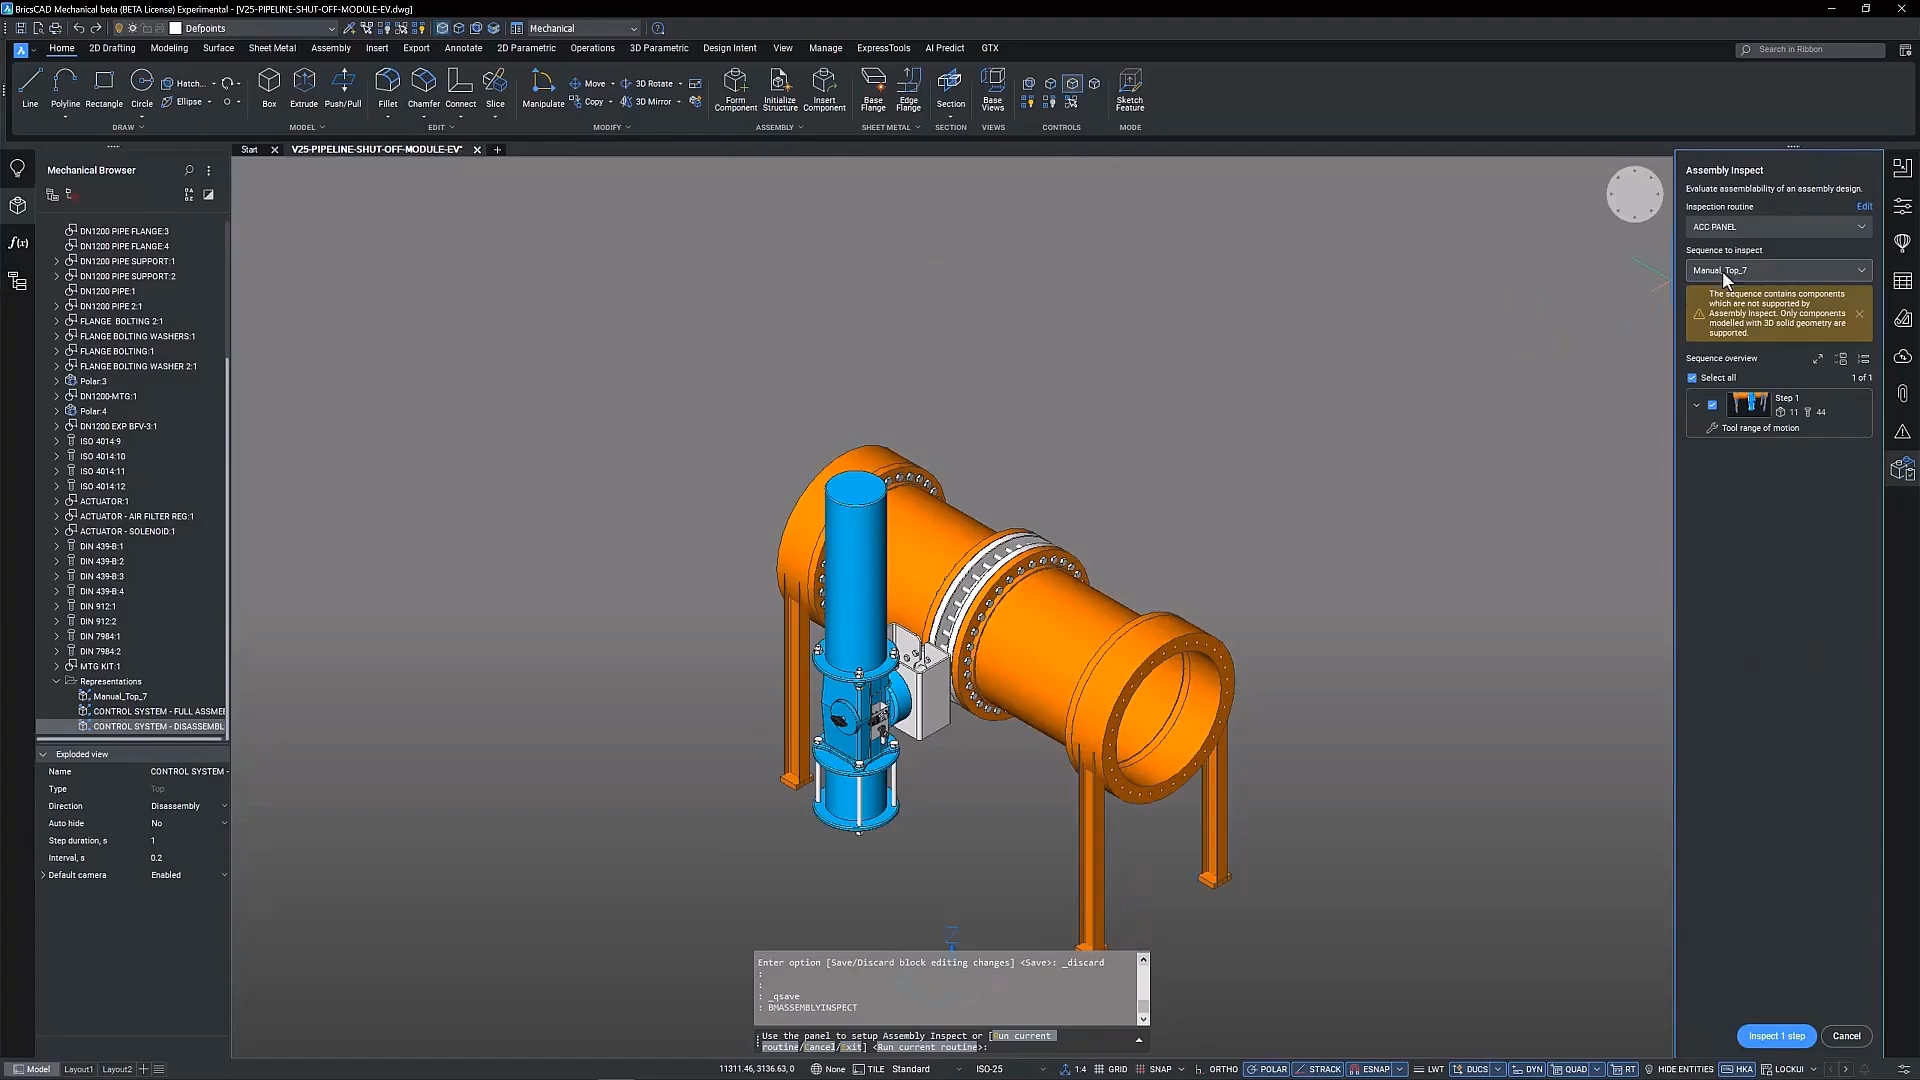 BricsCAD Mechanical beta (BETA License) Experimental - [V25-PIPELINE-SHUT-OFF-MODULE-EV.dwg]
Defpoints
Mechanical
Home 2D Drafting Modeling Surface Sheet Metal Assembly Insert Export Annotate 2D Parametric Operations 3D Parametric Design Intent View Manage ExpressTools AI Predict GTX
Search in Ribbon
Hatch...
Ellipse
Move
Copy
3D Rotate
3D Mirror
Line Polyline Rectangle Circle
Box Extrude Push/Pull
Fillet Chamfer Connect Slice
Manipulate
Form Component
Initialize Structure
Insert Component
Base Flange
Edge Flange
Section
Base Views
Sketch Feature
DRAW MODEL EDIT MODIFY ASSEMBLY SHEET METAL SECTION VIEWS CONTROLS MODE
Start
V25-PIPELINE-SHUT-OFF-MODULE-EV*
Mechanical Browser
f(x)
DN1200 PIPE FLANGE:3
DN1200 PIPE FLANGE:4
DN1200 PIPE SUPPORT:1
DN1200 PIPE SUPPORT:2
DN1200 PIPE:1
DN1200 PIPE 2:1
FLANGE BOLTING 2:1
FLANGE BOLTING WASHERS:1
FLANGE BOLTING:1
FLANGE BOLTING WASHER 2:1
Polar:3
DN1200-MTG:1
Polar:4
DN1200 EXP BFV-3:1
ISO 4014:9
ISO 4014:10
ISO 4014:11
ISO 4014:12
ACTUATOR:1
ACTUATOR - AIR FILTER REG:1
ACTUATOR - SOLENOID:1
DIN 439-B:1
DIN 439-B:2
DIN 439-B:3
DIN 439-B:4
DIN 912:1
DIN 912:2
DIN 7984:1
DIN 7984:2
MTG KIT:1
Representations
Manual_Top_7
CONTROL SYSTEM - FULL ASSMEB
CONTROL SYSTEM - DISASSEMBL
Exploded view
Name CONTROL SYSTEM -
Type Top
Direction Disassembly
Auto hide No
Step duration, s 1
Interval, s 0.2
Default camera Enabled
Z
Enter option [Save/Discard block editing changes] <Save>: _discard
:
:
: _qsave
: BMASSEMBLYINSPECT
Use the panel to setup Assembly Inspect or [Run current
routine/Cancel/Exit] <Run current routine>:
Assembly Inspect
Evaluate assemblability of an assembly design.
Inspection routine Edit
ACC PANEL
Sequence to inspect
Manual_Top_7
The sequence contains components
which are not supported by
Assembly Inspect. Only components
modelled with 3D solid geometry are
supported.
Sequence overview
Select all 1 of 1
Step 1
11 44
Tool range of motion
Inspect 1 step Cancel
Model Layout1 Layout2
11311.46, 3136.63, 0 None TILE Standard ISO-25 1:4 GRID SNAP ORTHO POLAR STRACK ESNAP LWT DUCS DYN QUAD RT HIDE ENTITIES HKA LOCKUI